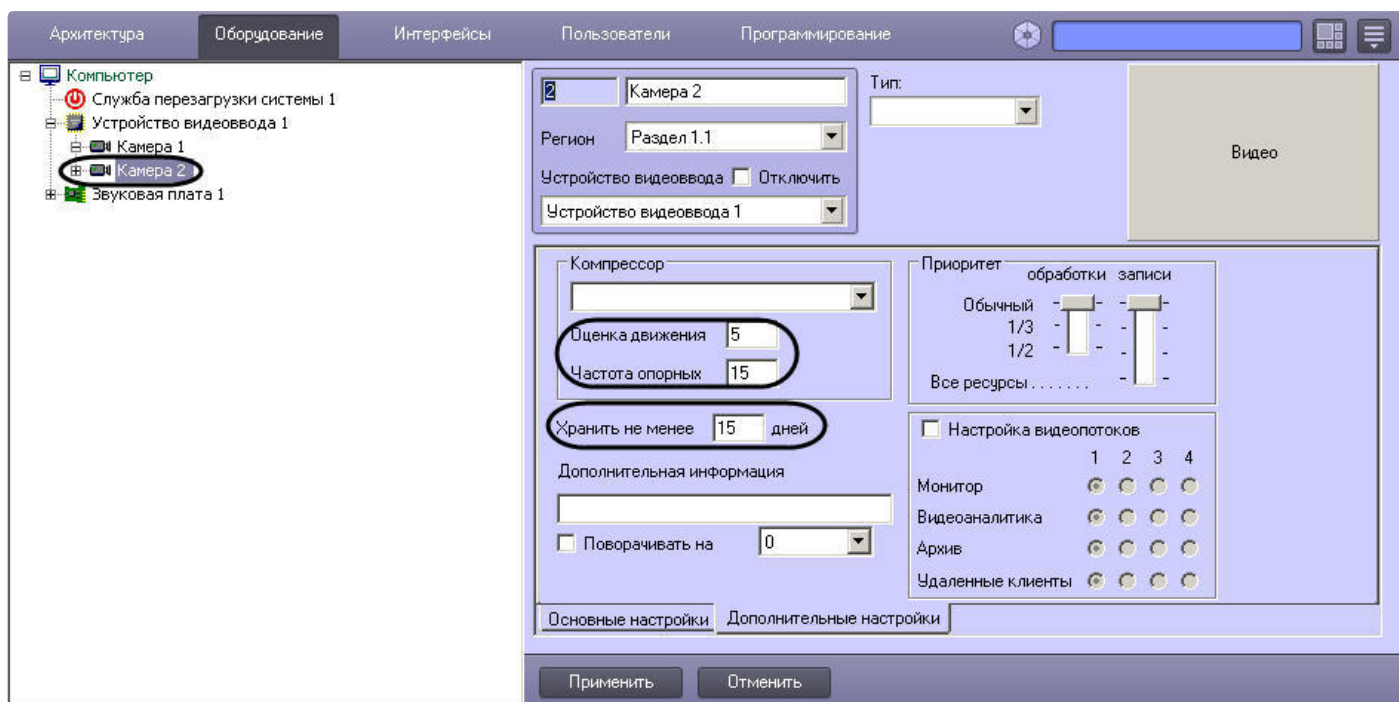 Архитектура Оборудование Интерфейсы Пользователи Программирование
Компьютер
Служба перезагрузки системы 1
Устройство видеоввода 1
Камера 1
Камера 2
Звуковая плата 1
2 Камера 2
Тип:
Регион Раздел 1.1
Устройство видеоввода Отключить
Устройство видеоввода 1
Видео
Компрессор
Оценка движения 5
Частота опорных 15
Хранить не менее 15 дней
Дополнительная информация
Поворачивать на 0
Приоритет обработки записи
Обычный
1/3
1/2
Все ресурсы . . . . . . .
Настройка видеопотоков
1 2 3 4
Монитор
Видеоаналитика
Архив
Удаленные клиенты
Основные настройки Дополнительные настройки
Применить Отменить